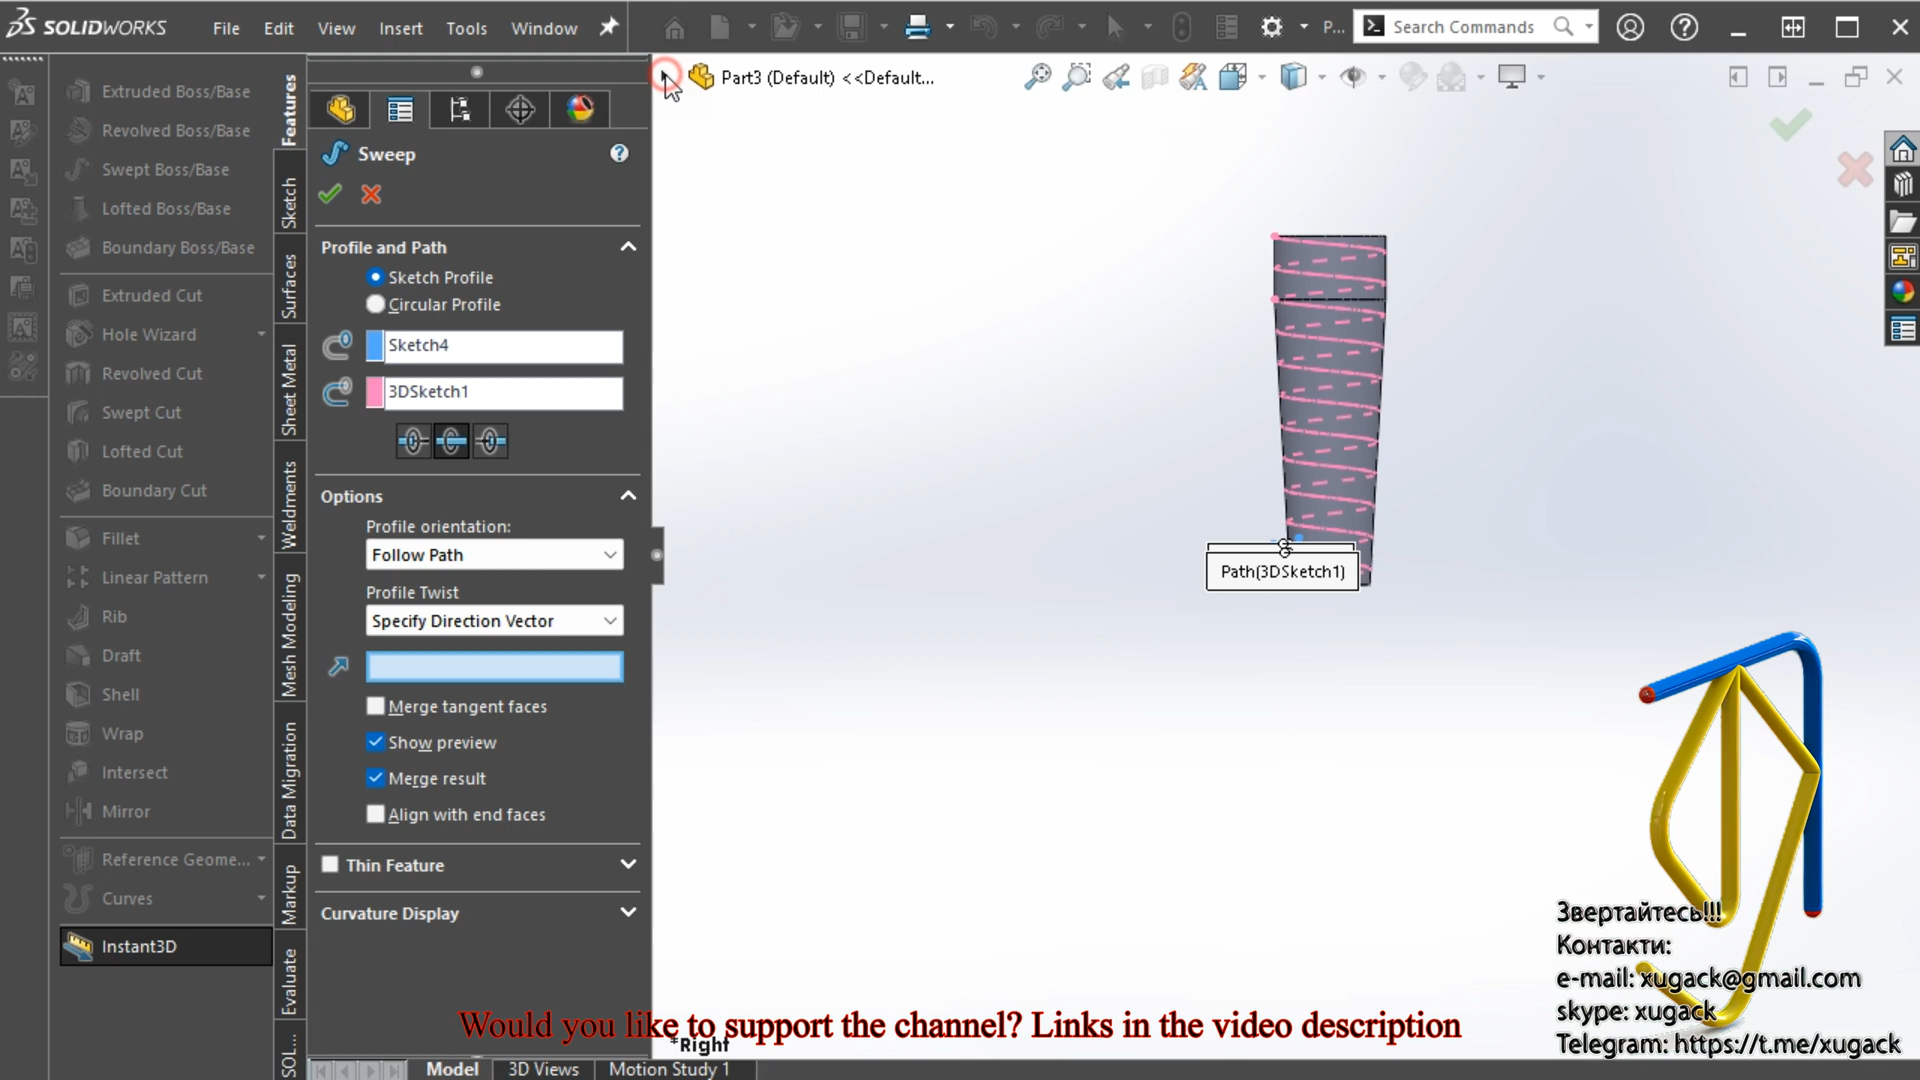 SOLIDWORKS File Edit View Insert Tools Window P... Search Commands
Part3 (Default) <<Default...
Extruded Boss/Base
Revolved Boss/Base
Swept Boss/Base
Lofted Boss/Base
Boundary Boss/Base
Extruded Cut
Hole Wizard
Revolved Cut
Swept Cut
Lofted Cut
Boundary Cut
Fillet
Linear Pattern
Rib
Draft
Shell
Wrap
Intersect
Mirror
Reference Geome...
Curves
Instant3D
Features
Sketch
Surfaces
Sheet Metal
Weldments
Mesh Modeling
Data Migration
Markup
Evaluate
SOL...
Sweep
Profile and Path
Sketch Profile
Circular Profile
Sketch4
3DSketch1
Options
Profile orientation:
Follow Path
Profile Twist
Specify Direction Vector
Merge tangent faces
Show preview
Merge result
Align with end faces
Thin Feature
Curvature Display
Path(3DSketch1)
Звертайтесь!!!
Контакти:
e-mail: xugack@gmail.com
skype: xugack
Telegram: https://t.me/xugack
Would you like to support the channel? Links in the video description
*Right
Model 3D Views Motion Study 1